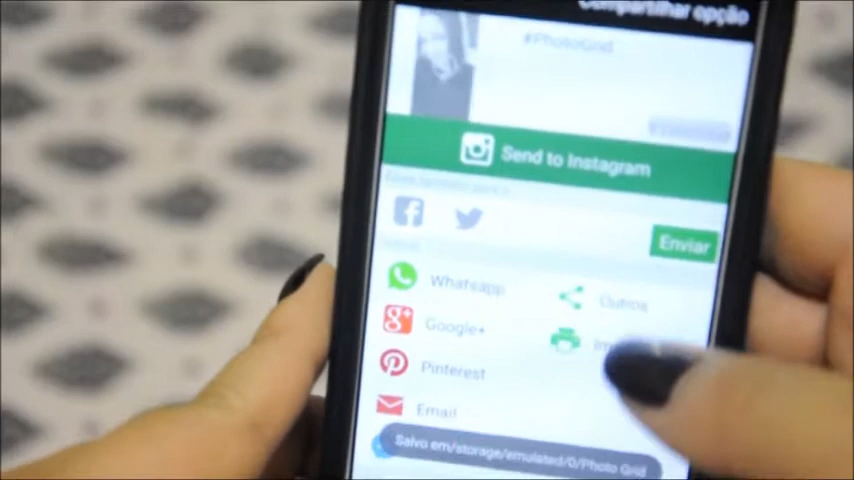 Compartilhar opção
#PhotoGrid
Send to Instagram
Enviar
Whatsapp
Outros
Google+
Pinterest
Email
Salvo em/storage/emulated/0/Photo Grid